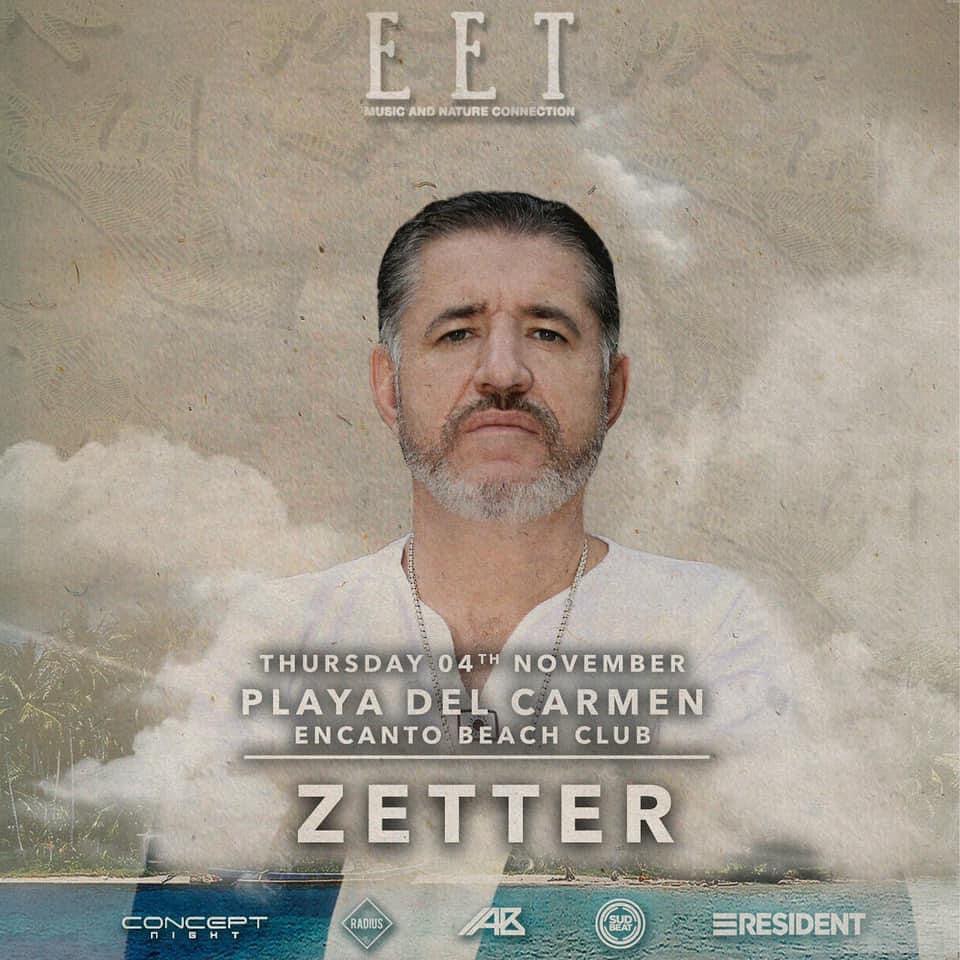 EET
MUSIC AND NATURE CONNECTION
THURSDAY 04TH NOVEMBER
PLAYA DEL CARMEN
ENCANTO BEACH CLUB
ZETTER
CONCEPT
NIGHT
RADIUS
AB
SUD
BEAT
RESIDENT